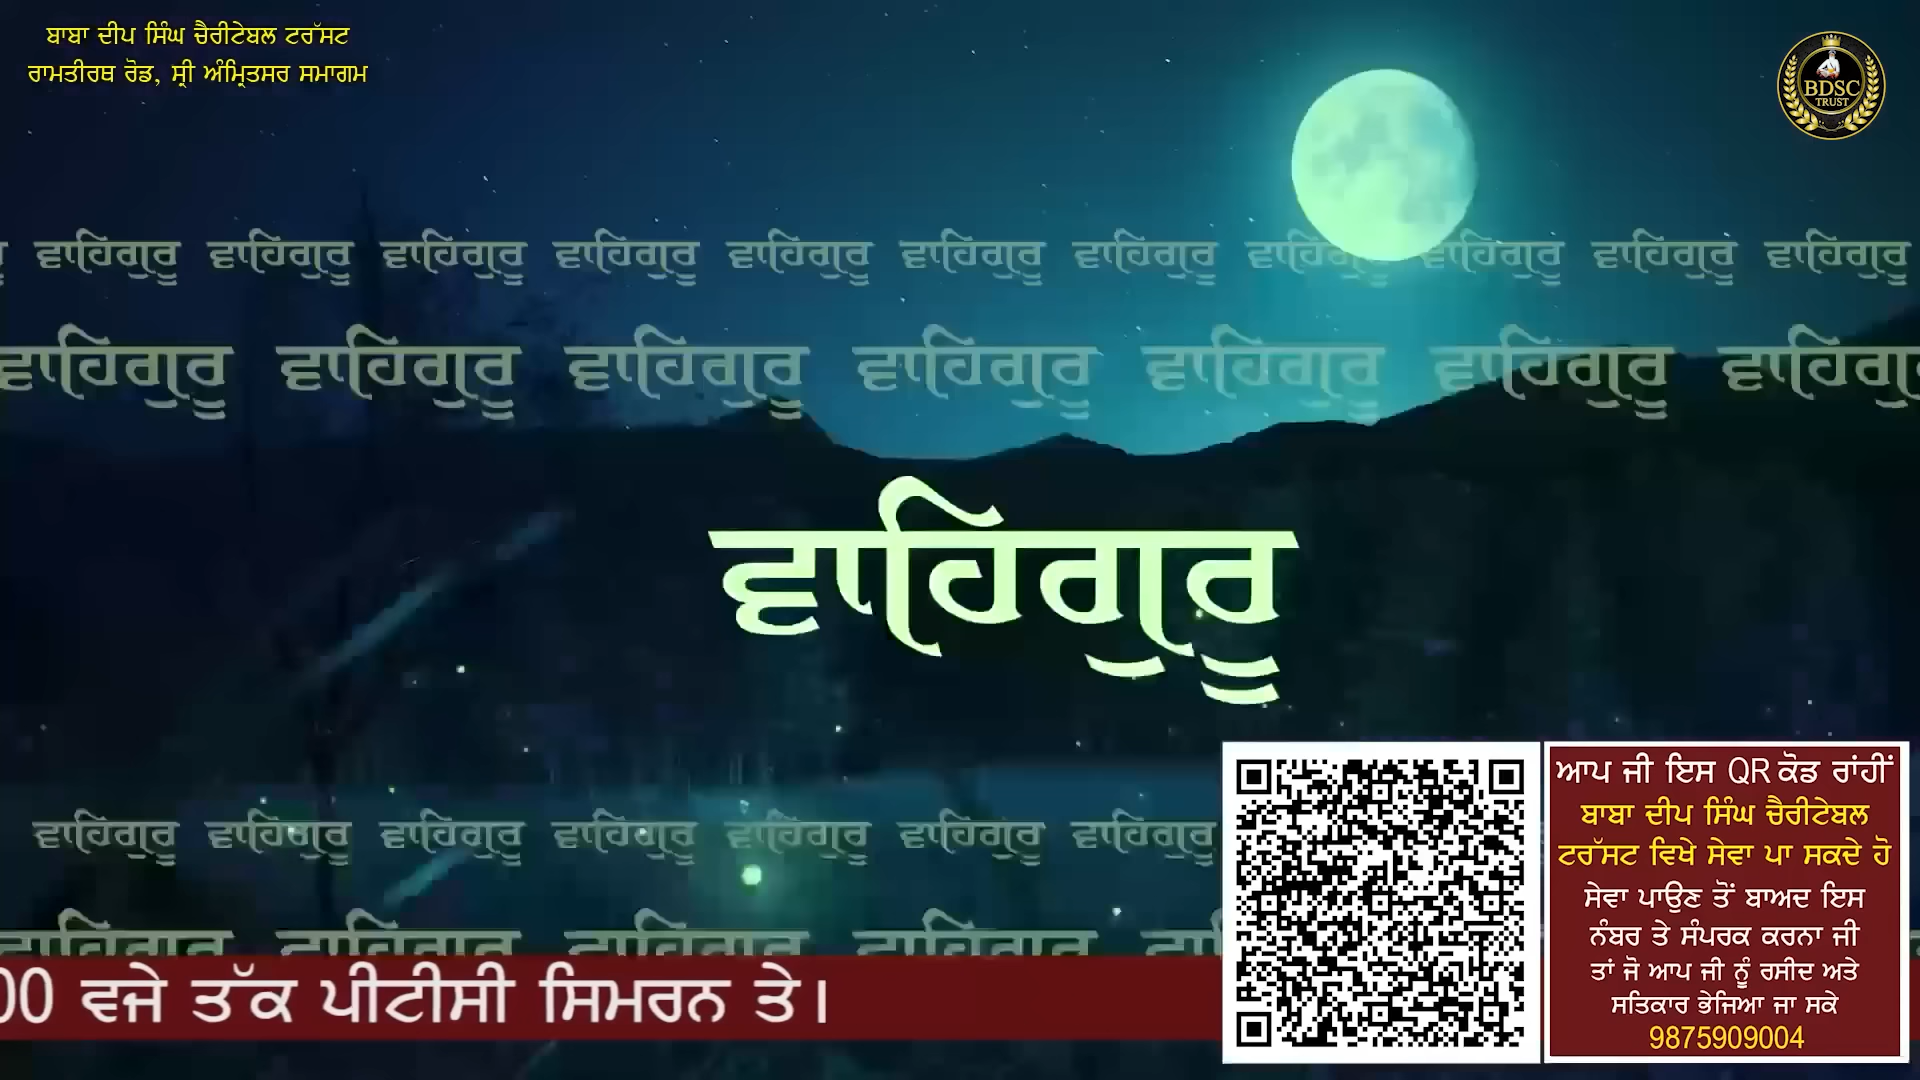 ਬਾਬਾ ਦੀਪ ਸਿੰਘ ਚੈਰੀਟੇਬਲ ਟਰੱਸਟ
ਰਾਮਤੀਰਥ ਰੋਡ, ਸ੍ਰੀ ਅੰਮ੍ਰਿਤਸਰ ਸਮਾਗਮ
BDSC
TRUST
ਵਾਹਿਗੁਰੂ ਵਾਹਿਗੁਰੂ ਵਾਹਿਗੁਰੂ ਵਾਹਿਗੁਰੂ ਵਾਹਿਗੁਰੂ ਵਾਹਿਗੁਰੂ ਵਾਹਿਗੁਰੂ ਵਾਹਿਗੁਰੂ ਵਾਹਿਗੁਰੂ ਵਾਹਿਗੁਰੂ ਵਾਹਿਗੁਰੂ
ਵਾਹਿਗੁਰੂ ਵਾਹਿਗੁਰੂ ਵਾਹਿਗੁਰੂ ਵਾਹਿਗੁਰੂ ਵਾਹਿਗੁਰੂ ਵਾਹਿਗੁਰੂ ਵਾਹਿਗੁਰੂ
ਵਾਹਿਗੁਰੂ
ਵਾਹਿਗੁਰੂ ਵਾਹਿਗੁਰੂ ਵਾਹਿਗੁਰੂ ਵਾਹਿਗੁਰੂ ਵਾਹਿਗੁਰੂ ਵਾਹਿਗੁਰੂ ਵਾਹਿਗੁਰੂ
00 ਵਜੇ ਤੱਕ ਪੀਟੀਸੀ ਸਿਮਰਨ ਤੇ।
ਆਪ ਜੀ ਇਸ QR ਕੋਡ ਰਾਂਹੀਂ
ਬਾਬਾ ਦੀਪ ਸਿੰਘ ਚੈਰੀਟੇਬਲ
ਟਰੱਸਟ ਵਿਖੇ ਸੇਵਾ ਪਾ ਸਕਦੇ ਹੋ
ਸੇਵਾ ਪਾਉਣ ਤੋਂ ਬਾਅਦ ਇਸ
ਨੰਬਰ ਤੇ ਸੰਪਰਕ ਕਰਨਾ ਜੀ
ਤਾਂ ਜੋ ਆਪ ਜੀ ਨੂੰ ਰਸੀਦ ਅਤੇ
ਸਤਿਕਾਰ ਭੇਜਿਆ ਜਾ ਸਕੇ
9875909004